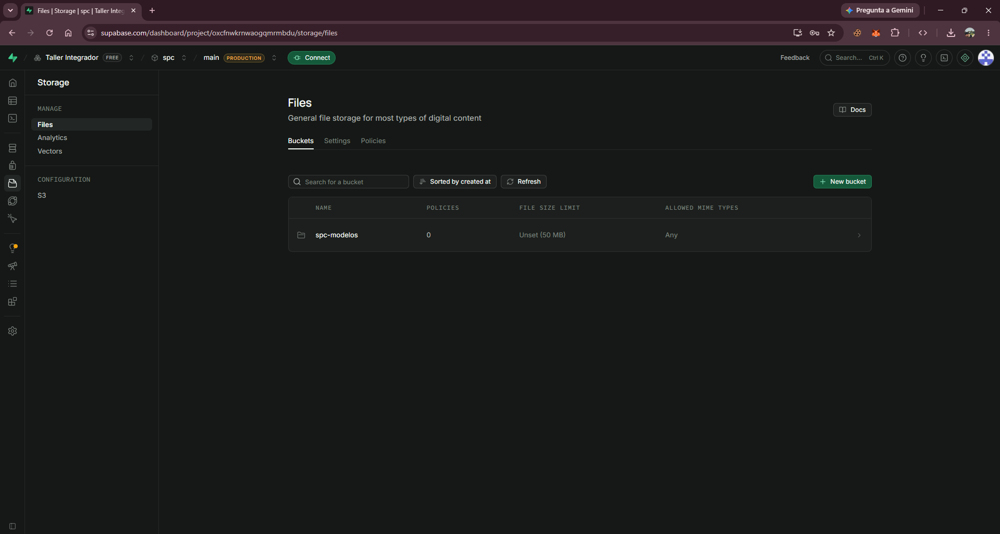 Files | Storage | spc | Taller Integ
Pregunta a Gemini
supabase.com/dashboard/project/oxcfnwkrnwaogqmrmbdu/storage/files
Taller Integrador FREE spc main PRODUCTION Connect
Feedback Search... Ctrl K
Storage
MANAGE
Files
Analytics
Vectors
CONFIGURATION
S3
Files
General file storage for most types of digital content
Docs
Buckets Settings Policies
Search for a bucket Sorted by created at Refresh New bucket
NAME POLICIES FILE SIZE LIMIT ALLOWED MIME TYPES
spc-modelos 0 Unset (50 MB) Any